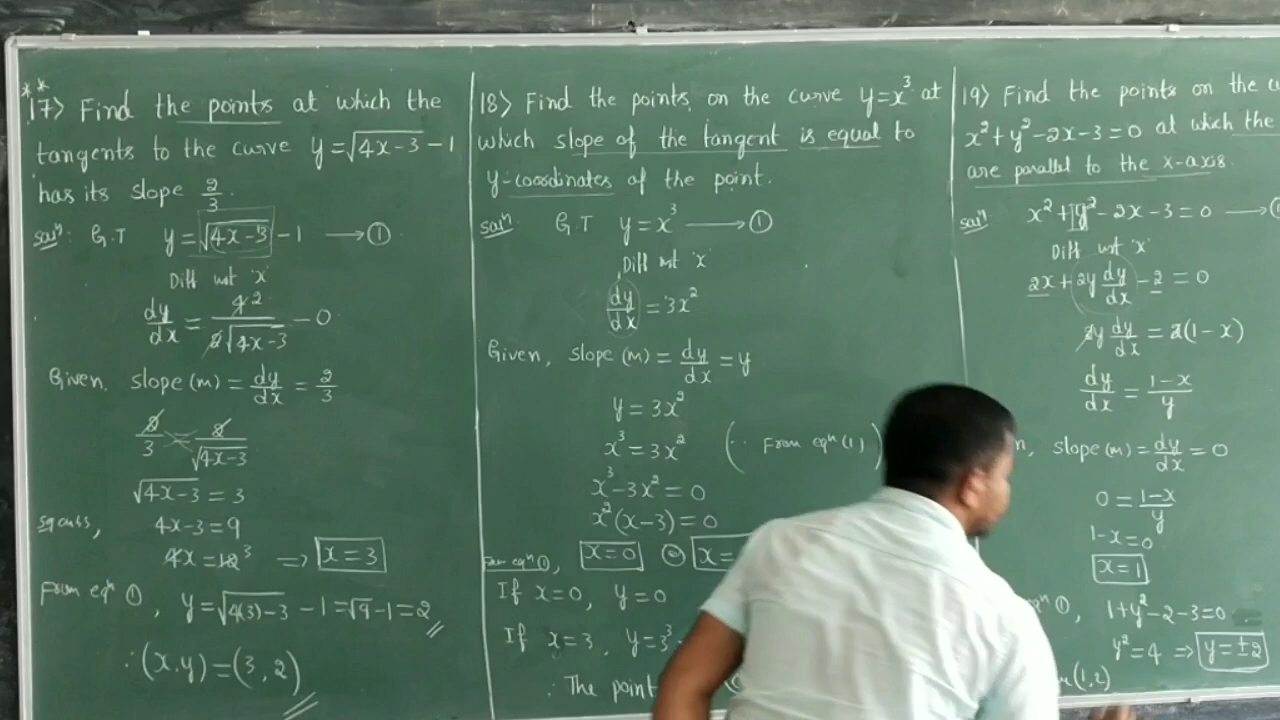 ** 17> Find the points at which the
tangents to the curve y=√(4x-3) -1
has its slope 2/3.
Solⁿ: G.T y=√(4x-3) -1 → ①
Diff wrt 'x'
dy/dx = 4 2/2√(4x-3) - 0
Given, slope (m) = dy/dx = 2/3
2/3 = 2/√(4x-3)
√(4x-3) = 3
4x-3=9
4x=12 3 ⇒ x=3
From eqⁿ ①, y=√(4(3)-3) -1=√9-1=2
∴(x,y)=(3,2)
18> Find the points, on the curve y=x³ at
which slope of the tangent is equal to
y-coordinates of the point.
Solⁿ G.T y=x³ → ①
Diff wrt 'x'
dy/dx = 3x²
Given, slope (m) = dy/dx = y
y=3x²
x³=3x² (∵ From eqⁿ(1))
x³-3x²=0
x²(x-3)=0
From eqⁿ ①, x=0 x=
If x=0, y=0
If x=3, y=3³
∴ The point
19> Find the points on the
x²+y²-2x-3=0 at which the
are parallel to the x-axis.
Solⁿ x²+y²-2x-3=0 →
Diff wrt 'x'
2x+2y dy/dx -2=0
2y dy/dx = 2(1-x)
dy/dx = 1-x/y
slope (m) = dy/dx = 0
0 = 1-x/y
1-x=0
x=1
eqⁿ ①, 1+y²-2-3=0
y²=4 ⇒ y=±2
(1,2)